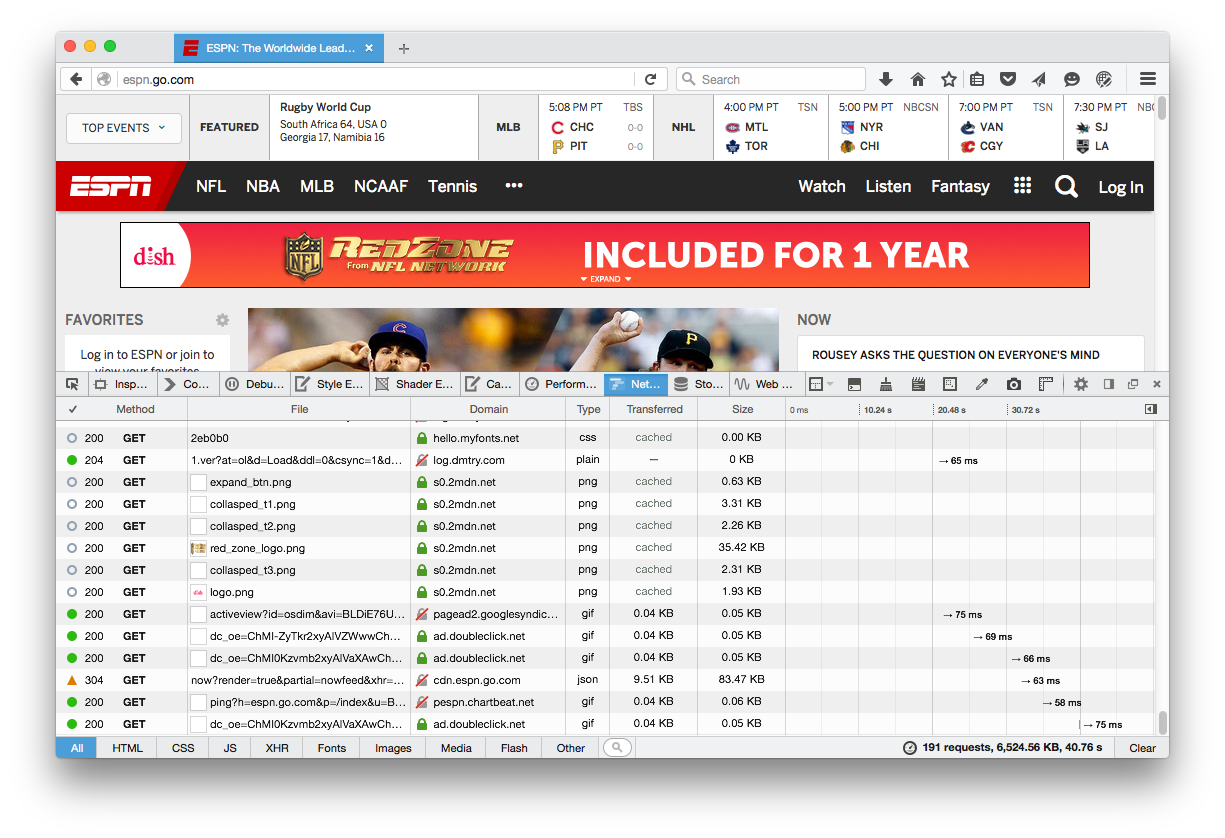 ESPN: The Worldwide Lead...
espn.go.com
Search
TOP EVENTS
FEATURED
Rugby World Cup
South Africa 64, USA 0
Georgia 17, Namibia 16
MLB
5:08 PM PT TBS
CHC 0-0
PIT 0-0
NHL
4:00 PM PT TSN
MTL
TOR
5:00 PM PT NBCSN
NYR
CHI
7:00 PM PT TSN
VAN
CGY
7:30 PM PT NBC
SJ
LA
ESPN NFL NBA MLB NCAAF Tennis ••• Watch Listen Fantasy Log In
dish
NFL
REDZONE
From NFL NETWORK
INCLUDED FOR 1 YEAR
EXPAND
FAVORITES
Log in to ESPN or join to
view your favorites
C
P
NOW
ROUSEY ASKS THE QUESTION ON EVERYONE'S MIND
Insp... Co... Debu... Style E... Shader E... Ca... Perform... Net... Sto... Web ...
✓ Method File Domain Type Transferred Size 0 ms 10.24 s 20.48 s 30.72 s
200 GET 2eb0b0 hello.myfonts.net css cached 0.00 KB
204 GET 1.ver?at=ol&d=Load&ddl=0&csync=1&d... log.dmtry.com plain — 0 KB → 65 ms
200 GET expand_btn.png s0.2mdn.net png cached 0.63 KB
200 GET collasped_t1.png s0.2mdn.net png cached 3.31 KB
200 GET collasped_t2.png s0.2mdn.net png cached 2.26 KB
200 GET red_zone_logo.png s0.2mdn.net png cached 35.42 KB
200 GET collasped_t3.png s0.2mdn.net png cached 2.31 KB
200 GET logo.png s0.2mdn.net png cached 1.93 KB
200 GET activeview?id=osdim&avi=BLDiE76U... pagead2.googlesyndic... gif 0.04 KB 0.05 KB → 75 ms
200 GET dc_oe=ChMI-ZyTkr2xyAIVZWwwCh... ad.doubleclick.net gif 0.04 KB 0.05 KB → 69 ms
200 GET dc_oe=ChMI0Kzvmb2xyAIVaXAwCh... ad.doubleclick.net gif 0.04 KB 0.05 KB → 66 ms
304 GET now?render=true&partial=nowfeed&xhr=... cdn.espn.go.com json 9.51 KB 83.47 KB → 63 ms
200 GET ping?h=espn.go.com&p=/index&u=B... pespn.chartbeat.net gif 0.04 KB 0.06 KB → 58 ms
200 GET dc_oe=ChMI0Kzvmb2xyAIVaXAwCh... ad.doubleclick.net gif 0.04 KB 0.05 KB → 75 ms
All HTML CSS JS XHR Fonts Images Media Flash Other 191 requests, 6,524.56 KB, 40.76 s Clear